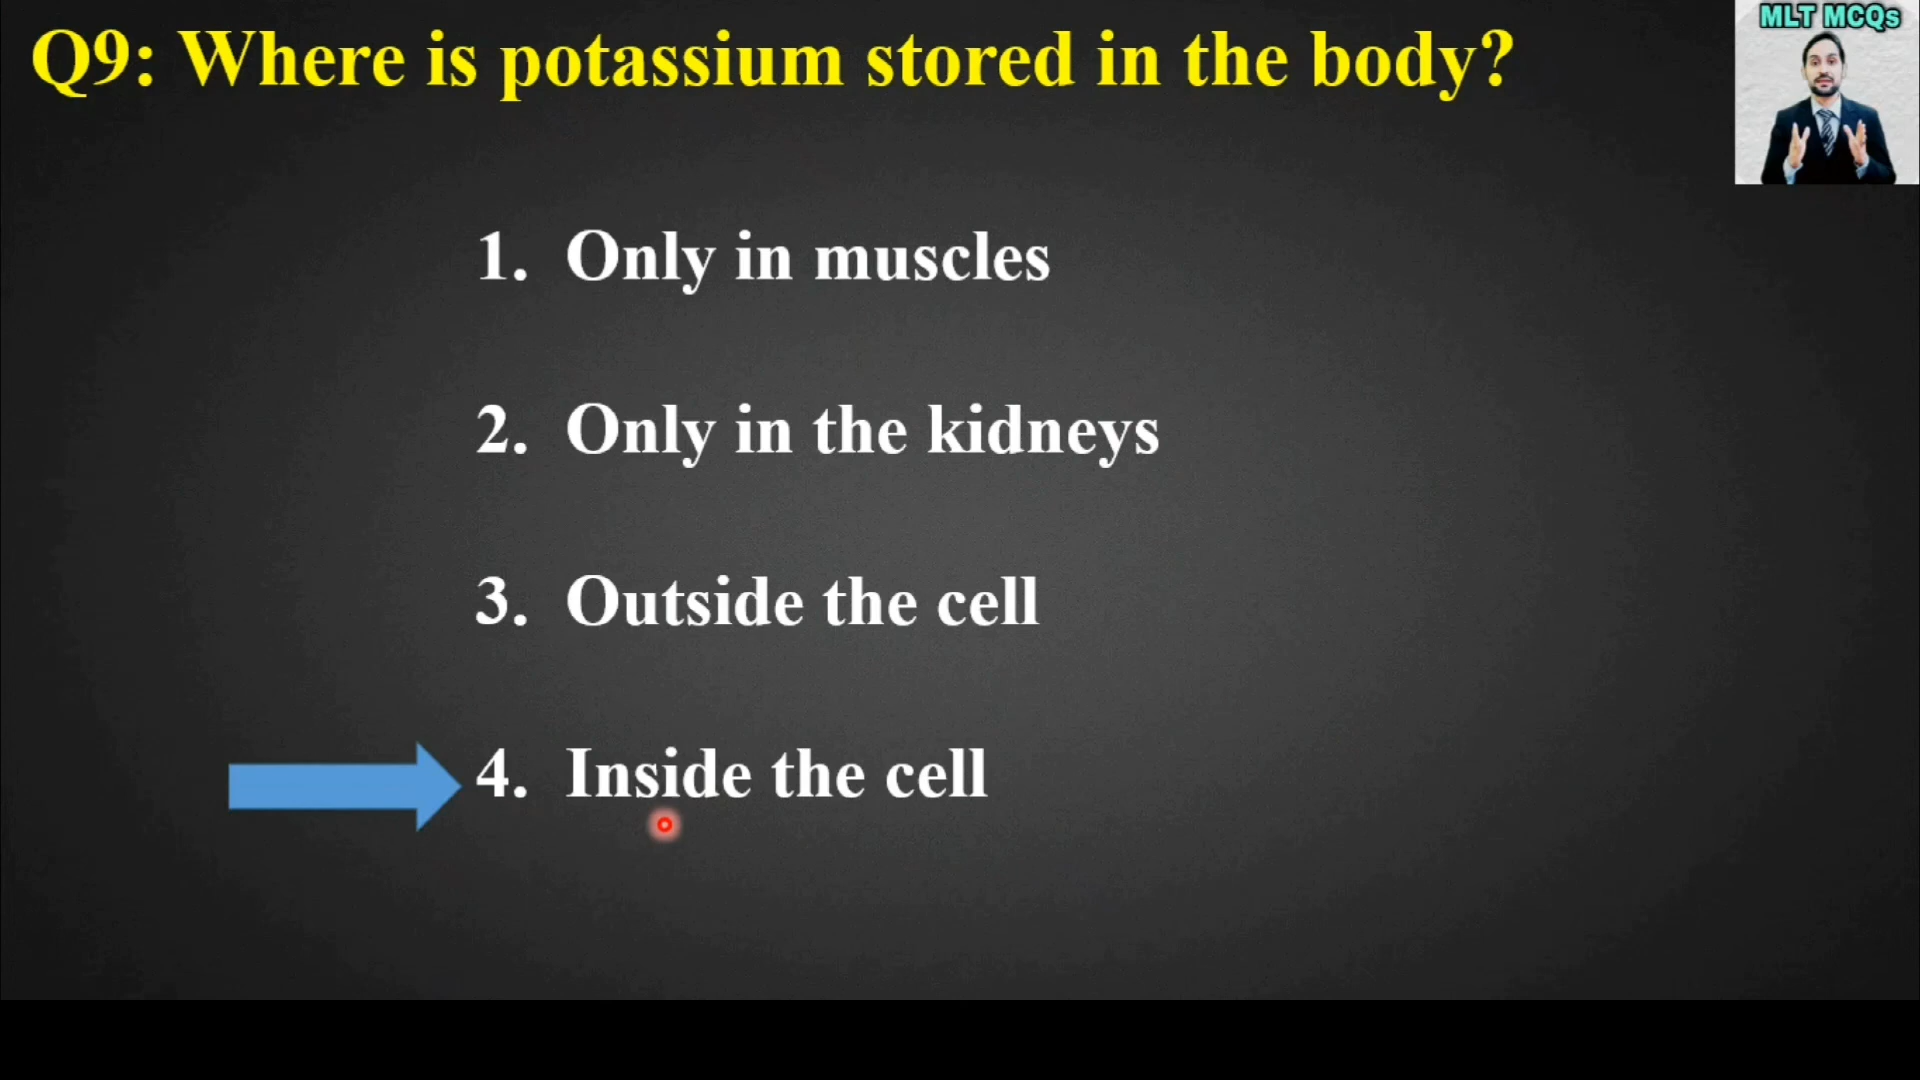 MLT MCQs
Q9: Where is potassium stored in the body?
1. Only in muscles
2. Only in the kidneys
3. Outside the cell
4. Inside the cell